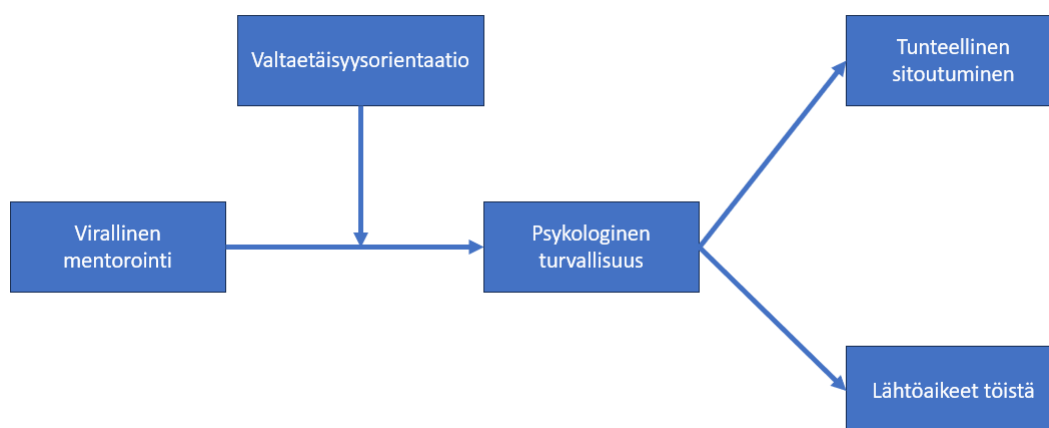 Valtaetäisyysorientaatio
Tunteellinen
sitoutuminen
Virallinen
mentorointi
Psykologinen
turvallisuus
Lähtöaikeet töistä